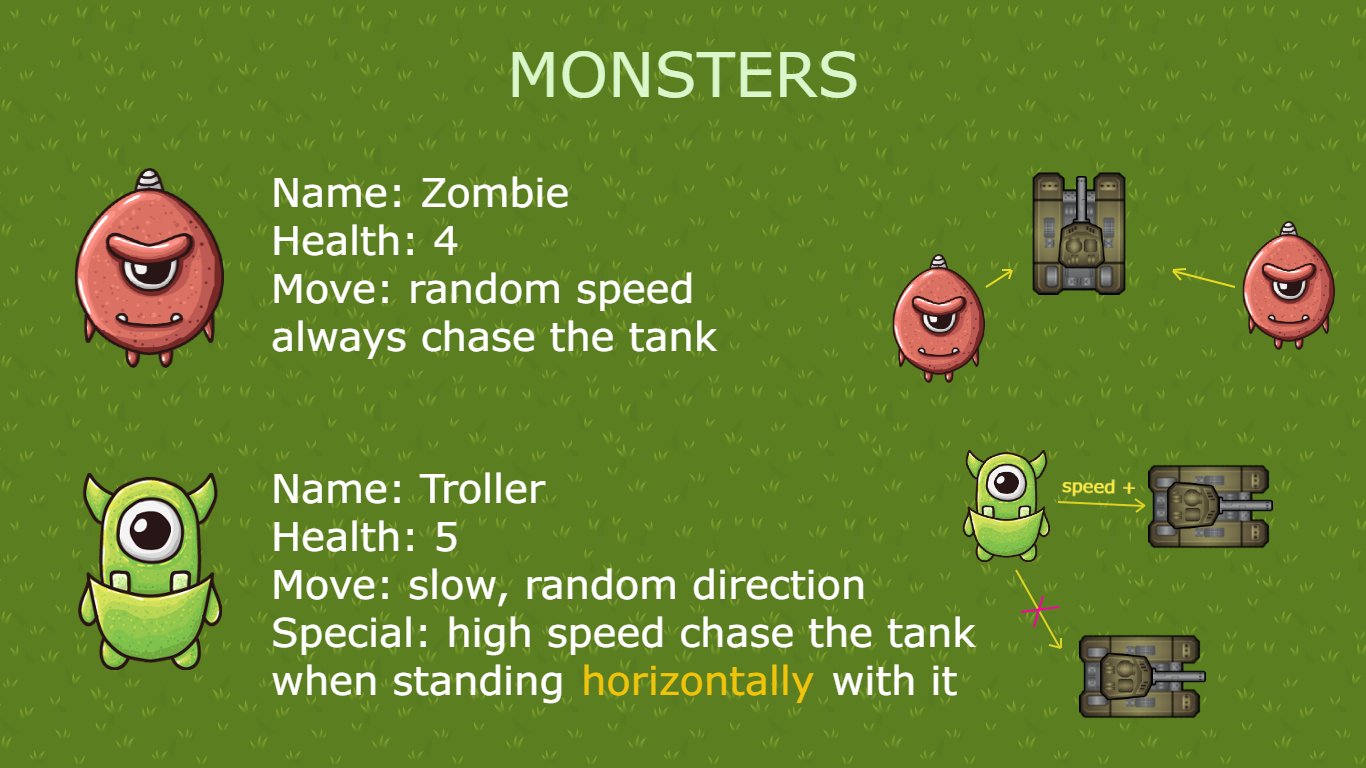 MONSTERS
Name: Zombie
Health: 4
Move: random speed
always chase the tank
Name: Troller
Health: 5
Move: slow, random direction
Special: high speed chase the tank
when standing horizontally with it
speed +